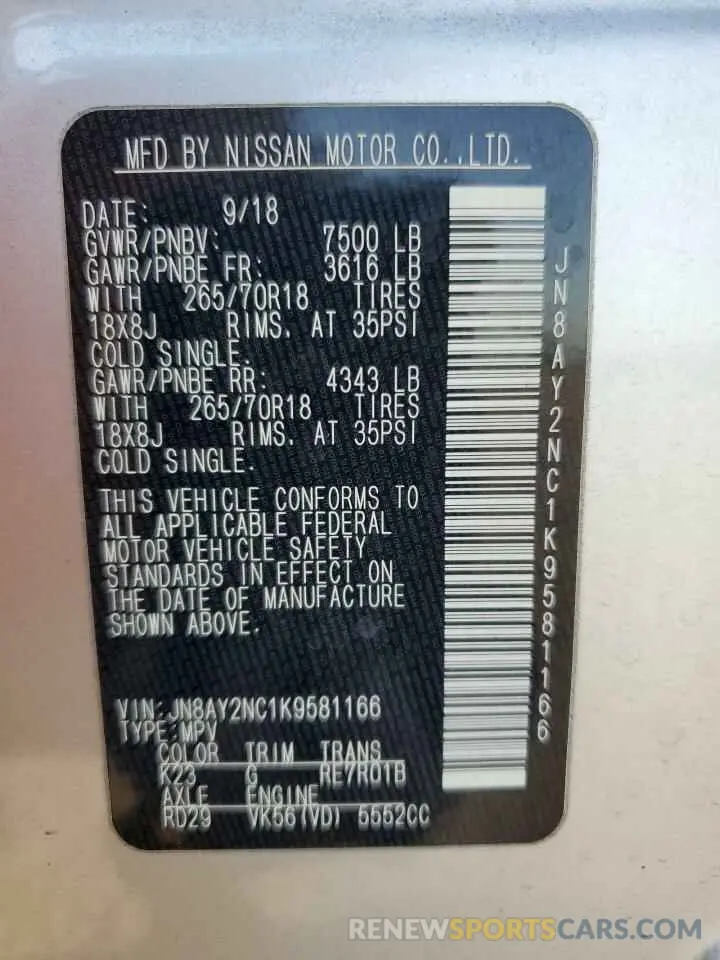 MFD BY NISSAN MOTOR CO.,LTD.
DATE: 9/18
GVWR/PNBV: 7500 LB
GAWR/PNBE FR: 3616 LB
WITH 265/70R18 TIRES
18X8J RIMS. AT 35PSI
COLD SINGLE.
GAWR/PNBE RR: 4343 LB
WITH 265/70R18 TIRES
18X8J RIMS. AT 35PSI
COLD SINGLE.
THIS VEHICLE CONFORMS TO
ALL APPLICABLE FEDERAL
MOTOR VEHICLE SAFETY
STANDARDS IN EFFECT ON
THE DATE OF MANUFACTURE
SHOWN ABOVE.
VIN: JN8AY2NC1K9581166
TYPE: MPV
COLOR TRIM TRANS
K23 G RE7R01B
AXLE ENGINE
RD29 VK56(VD) 5552CC
JN8AY2NC1K9581166
RENEWSPORTSCARS.COM